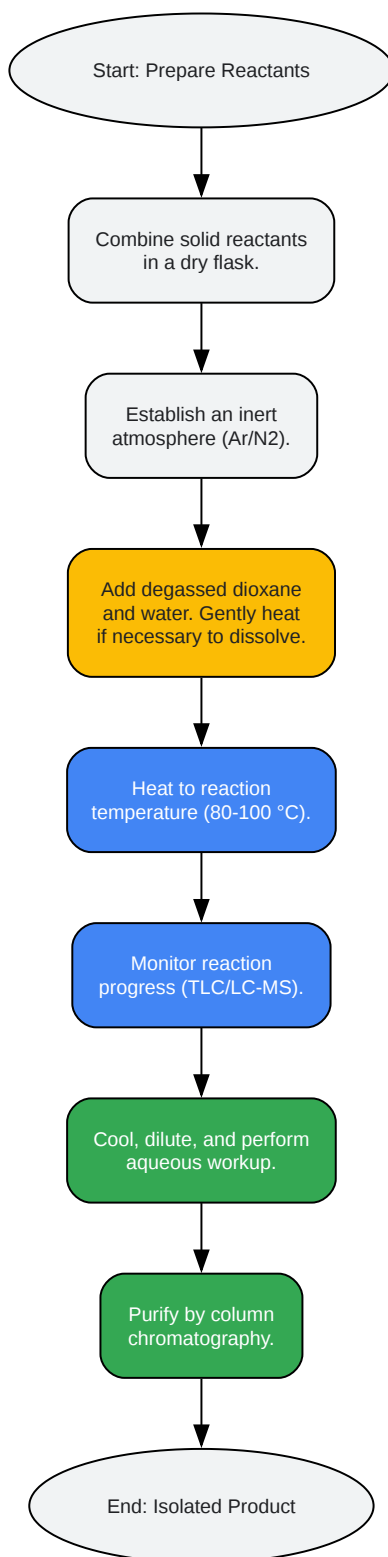 Start: Prepare Reactants
Combine solid reactants
in a dry flask.
Establish an inert
atmosphere (Ar/N2).
Add degassed dioxane
and water. Gently heat
if necessary to dissolve.
Heat to reaction
temperature (80-100 °C).
Monitor reaction
progress (TLC/LC-MS).
Cool, dilute, and perform
aqueous workup.
Purify by column
chromatography.
End: Isolated Product